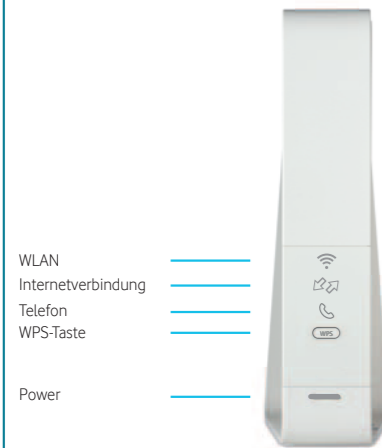 WLAN
Internetverbindung
Telefon
WPS-Taste
WPS
Power